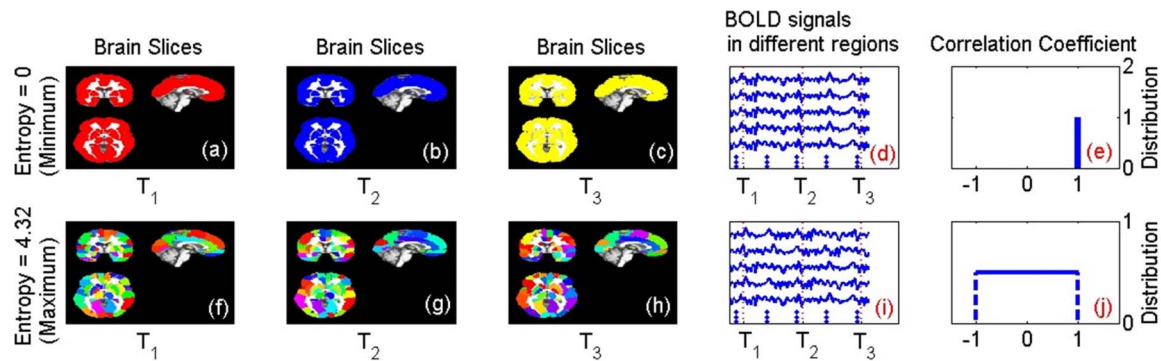 BOLD signals
in different regions
Brain Slices
Brain Slices
Brain Slices
Correlation Coefficient
Entropy = 0
(Minimum)
(a)
(b)
(c)
(d)
(e)
2
1
0
Distribution
T1
T2
T3
T1
T2
T3
-1
0
1
Entropy = 4.32
(Maximum)
(f)
(g)
(h)
(i)
(j)
1
0
Distribution
T1
T2
T3
T1
T2
T3
-1
0
1